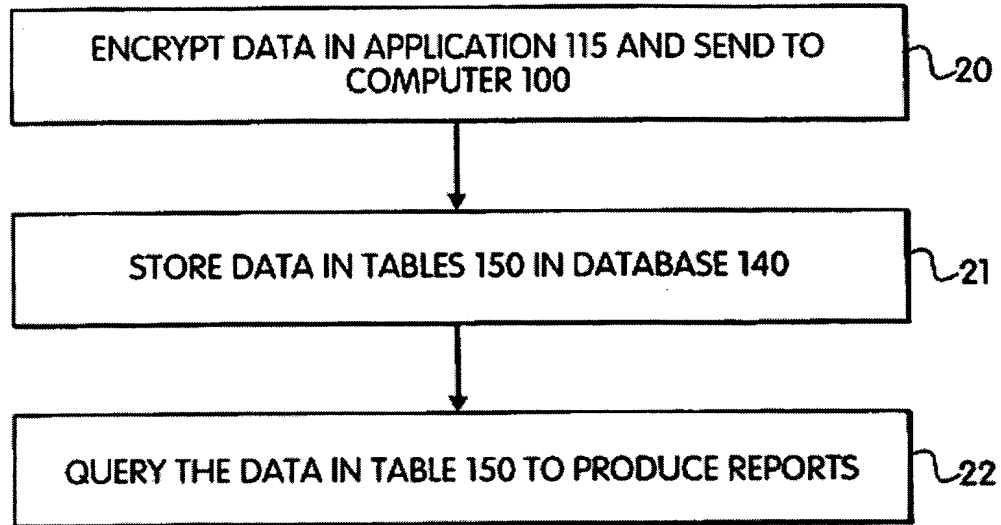 ENCRYPT DATA IN APPLICATION 115 AND SEND TO
COMPUTER 100
20
STORE DATA IN TABLES 150 IN DATABASE 140
21
QUERY THE DATA IN TABLE 150 TO PRODUCE REPORTS
22